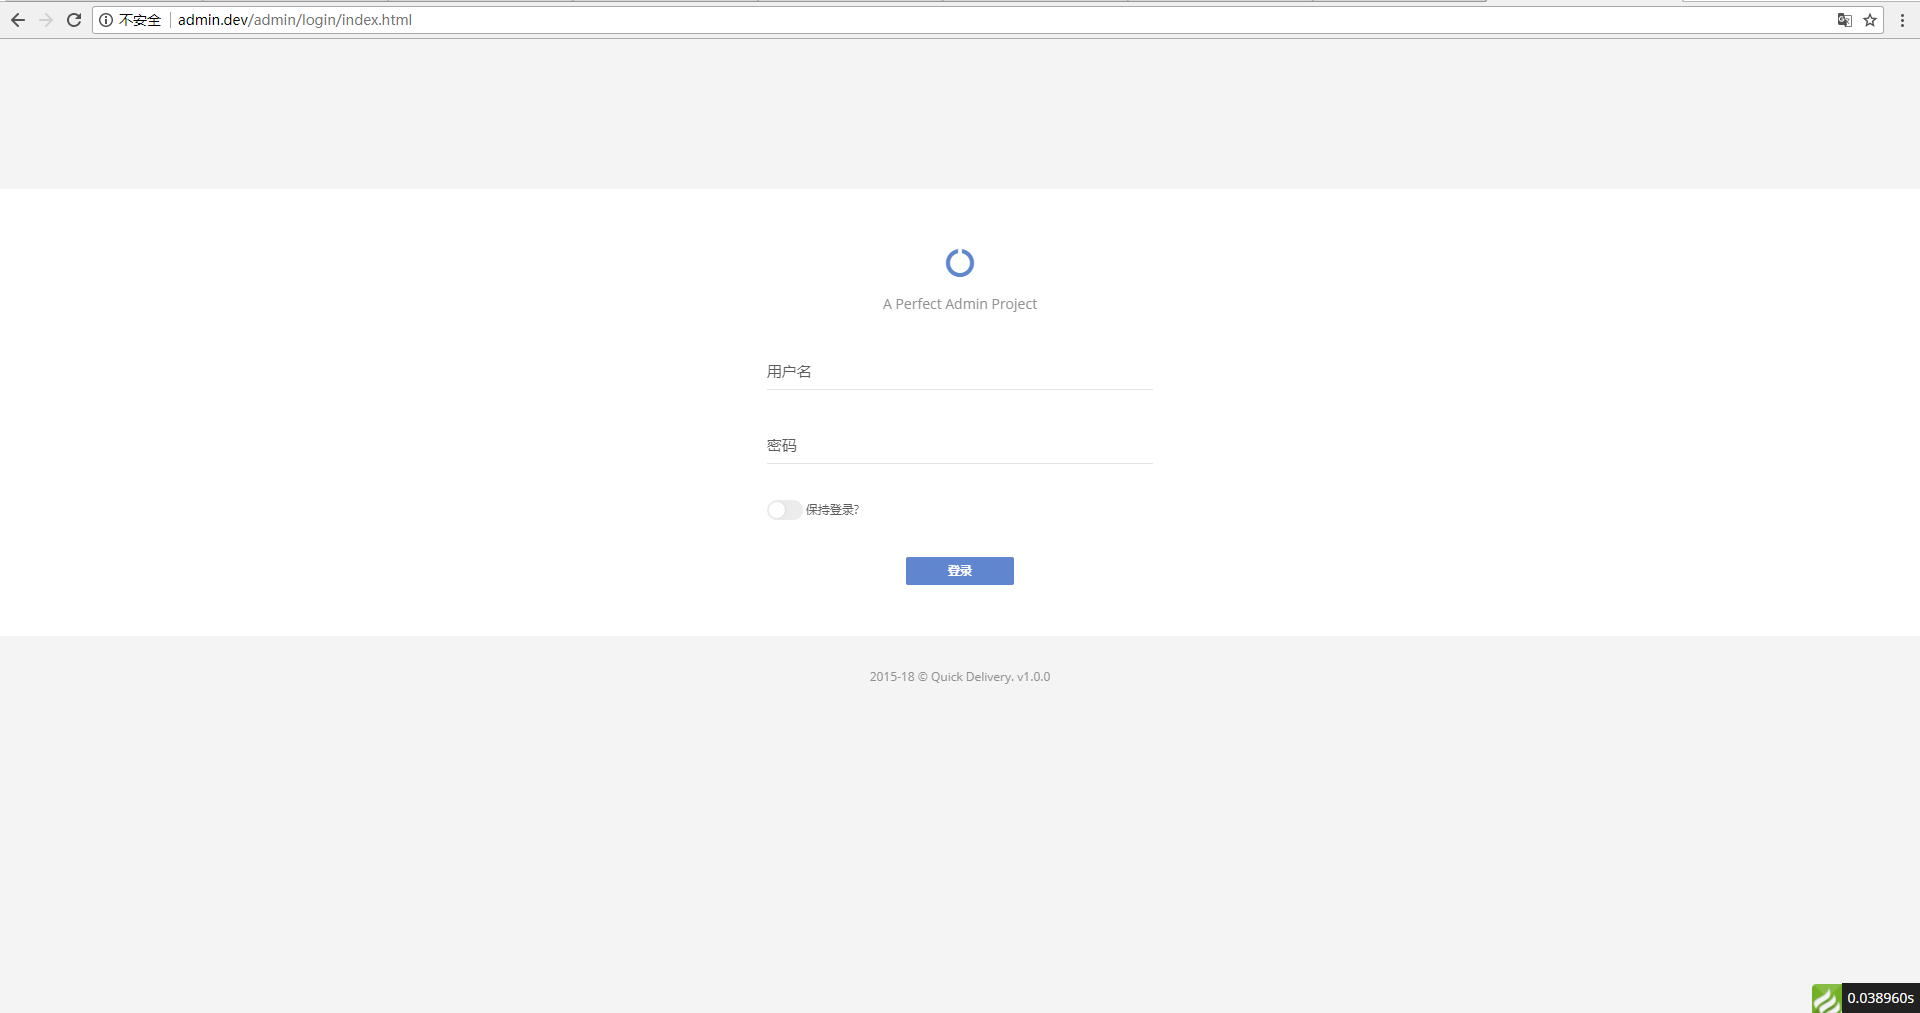 不安全 admin.dev/admin/login/index.html
A Perfect Admin Project
用户名
密码
保持登录?
登录
2015-18 © Quick Delivery. v1.0.0
0.038960s